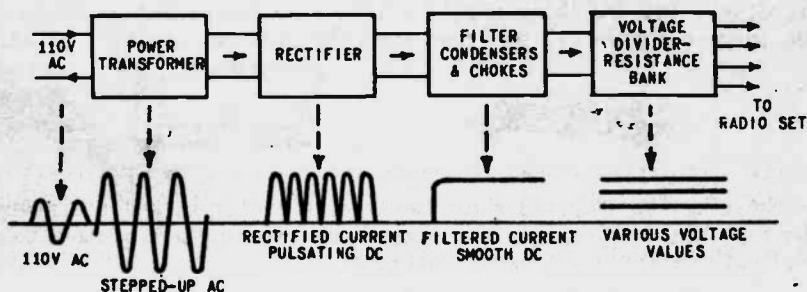 110V
AC
POWER
TRANSFORMER
RECTIFIER
FILTER
CONDENSERS
& CHOKES
VOLTAGE
DIVIDER-
RESISTANCE
BANK
TO
RADIO SET
110V AC
STEPPED-UP AC
RECTIFIED CURRENT
PULSATING DC
FILTERED CURRENT
SMOOTH DC
VARIOUS VOLTAGE
VALUES